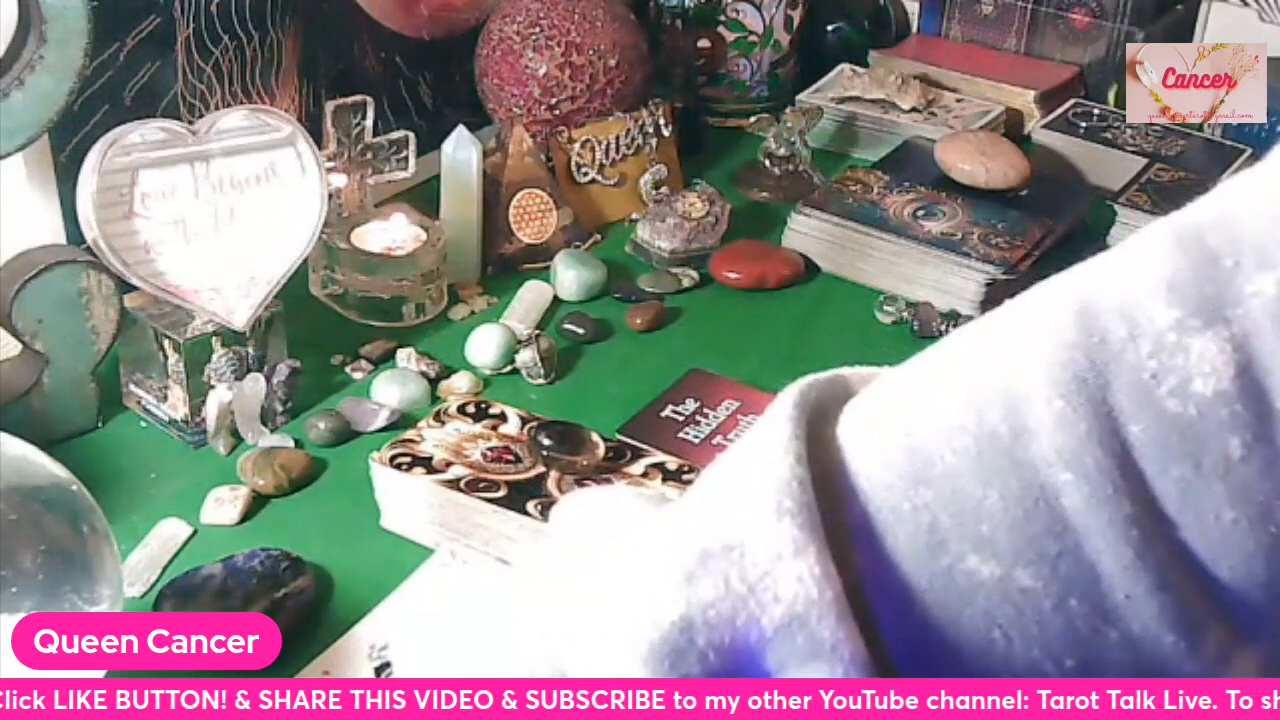 Cancer
Queen
The
Hidden
Truth
Queen Cancer
Click LIKE BUTTON! & SHARE THIS VIDEO & SUBSCRIBE to my other YouTube channel: Tarot Talk Live. To sh